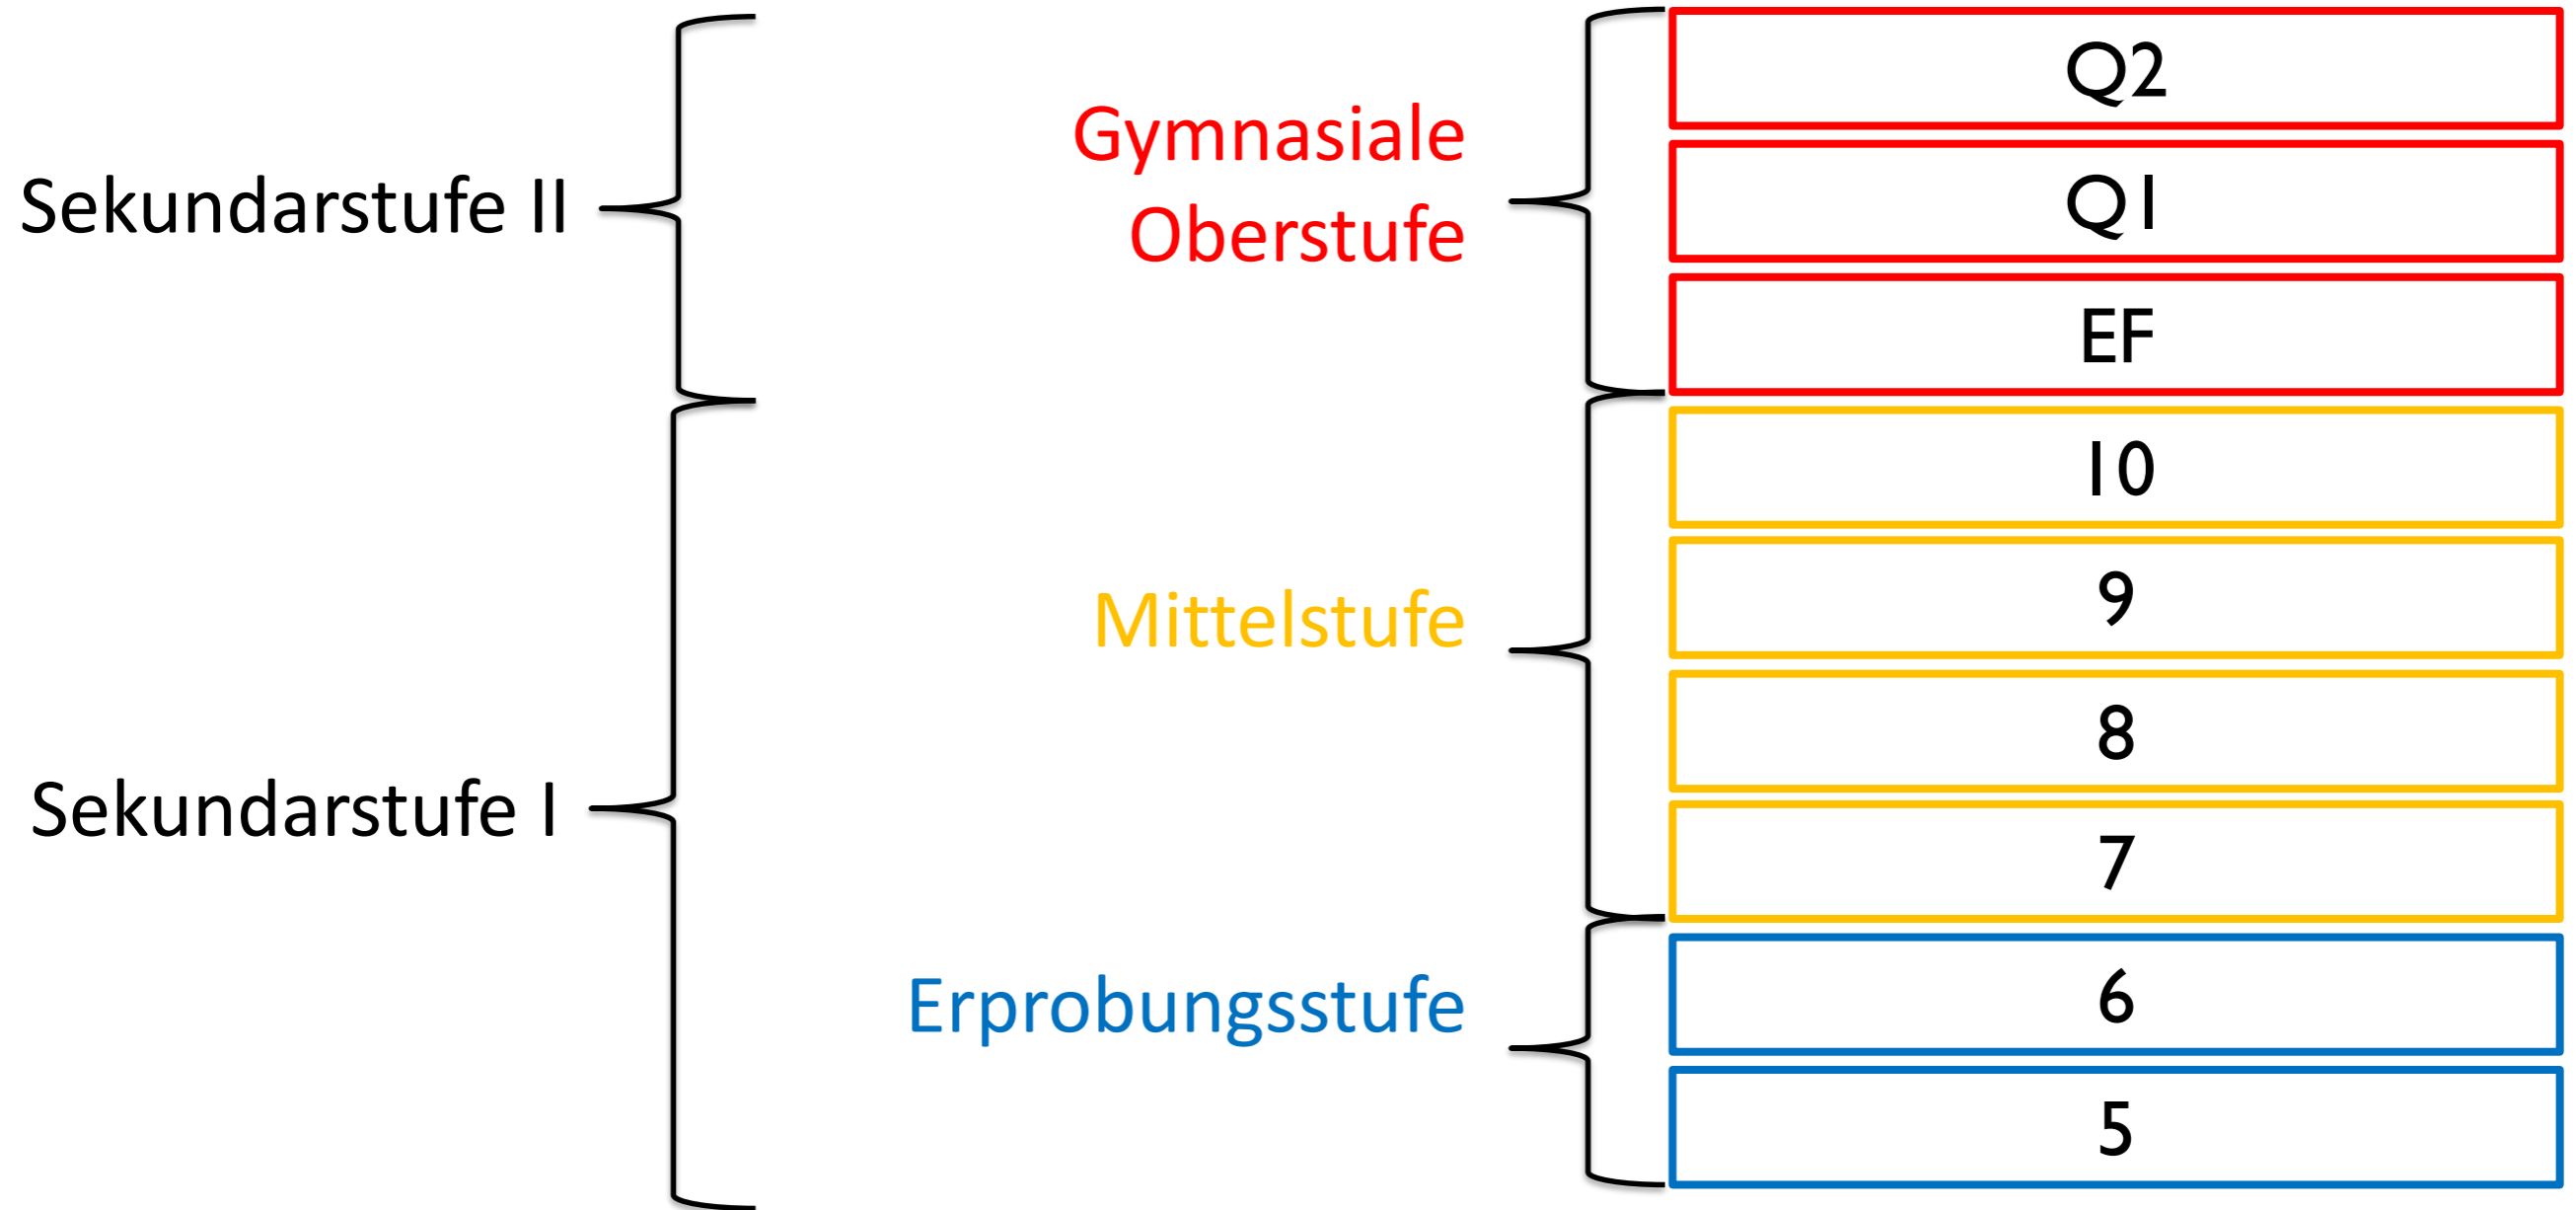 Sekundarstufe II
Sekundarstufe I
Gymnasiale
Oberstufe
Mittelstufe
Erprobungsstufe
Q2
Q1
EF
10
9
8
7
6
5